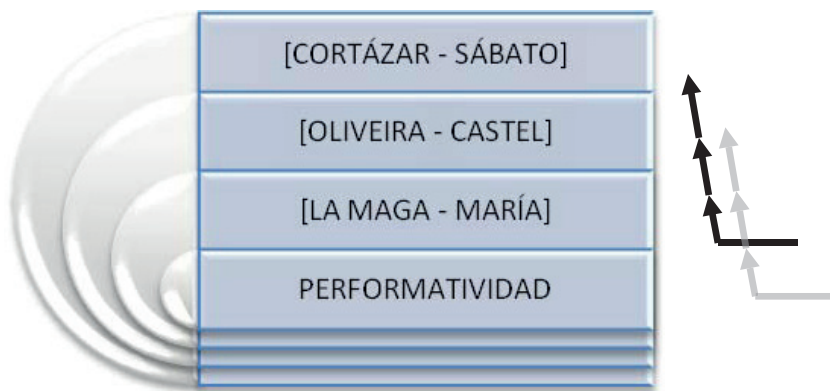 [CORTÁZAR - SÁBATO]
[OLIVEIRA - CASTEL]
[LA MAGA - MARÍA]
PERFORMATIVIDAD